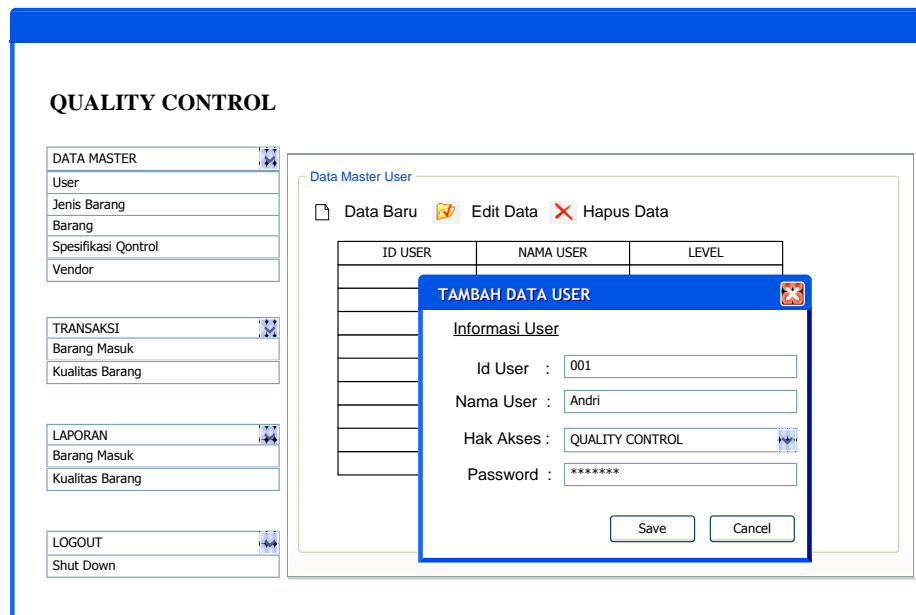 QUALITY CONTROL
DATA MASTER
User
Jenis Barang
Barang
Spesifikasi Qontrol
Vendor
TRANSAKSI
Barang Masuk
Kualitas Barang
LAPORAN
Barang Masuk
Kualitas Barang
LOGOUT
Shut Down
Data Master User
Data Baru Edit Data Hapus Data
ID USER NAMA USER LEVEL
TAMBAH DATA USER
Informasi User
Id User : 001
Nama User : Andri
Hak Akses : QUALITY CONTROL
Password : *******
Save Cancel